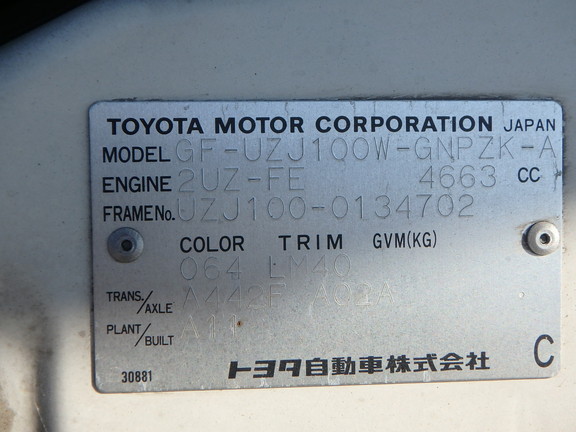 TOYOTA MOTOR CORPORATION JAPAN
MODEL GF-UZJ100W-GNPZK-A
ENGINE 2UZ-FE 4663 CC
FRAME No. UZJ100-0134702
COLOR TRIM GVM(KG)
064 LM40
TRANS./AXLE A442F A02A
PLANT/BUILT A11
トヨタ自動車株式会社 C
30881